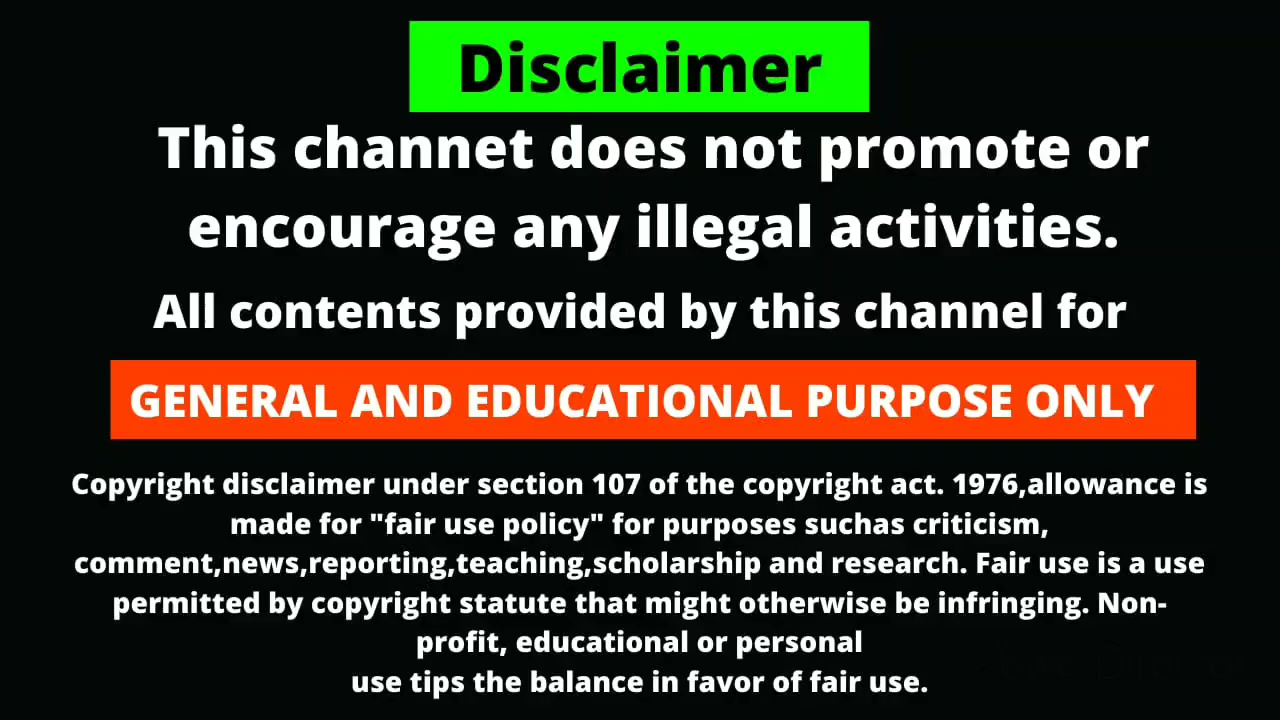 Disclaimer
This channet does not promote or
encourage any illegal activities.
All contents provided by this channel for
GENERAL AND EDUCATIONAL PURPOSE ONLY
Copyright disclaimer under section 107 of the copyright act. 1976,allowance is
made for "fair use policy" for purposes suchas criticism,
comment,news,reporting,teaching,scholarship and research. Fair use is a use
permitted by copyright statute that might otherwise be infringing. Non-
profit, educational or personal
use tips the balance in favor of fair use.